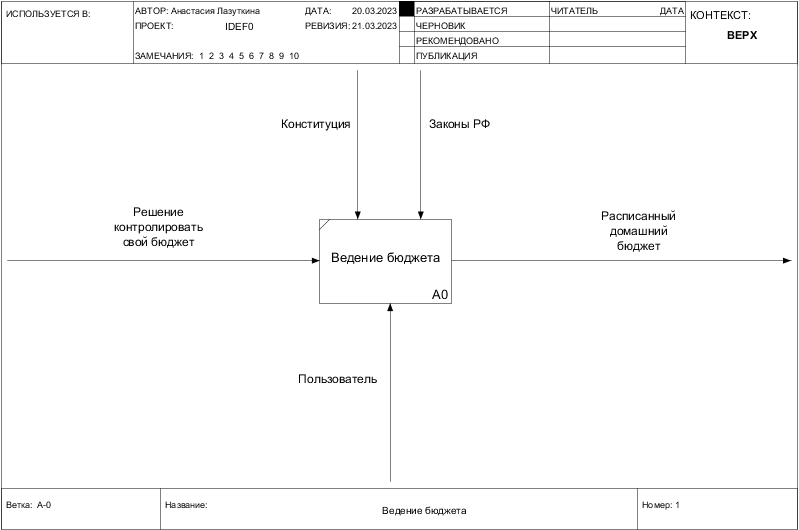 ИСПОЛЬЗУЕТСЯ В:
АВТОР: Анастасия Лазуткина
ДАТА: 20.03.2023
ПРОЕКТ: IDEF0
РЕВИЗИЯ: 21.03.2023
ЗАМЕЧАНИЯ: 1 2 3 4 5 6 7 8 9 10
РАЗРАБАТЫВАЕТСЯ
ЧЕРНОВИК
РЕКОМЕНДОВАНО
ПУБЛИКАЦИЯ
ЧИТАТЕЛЬ ДАТА
КОНТЕКСТ:
ВЕРХ
Конституция
Законы РФ
Решение
контролировать
свой бюджет
Расписанный
домашний
бюджет
Ведение бюджета
A0
Пользователь
Ветка: A-0
Название:
Ведение бюджета
Номер: 1